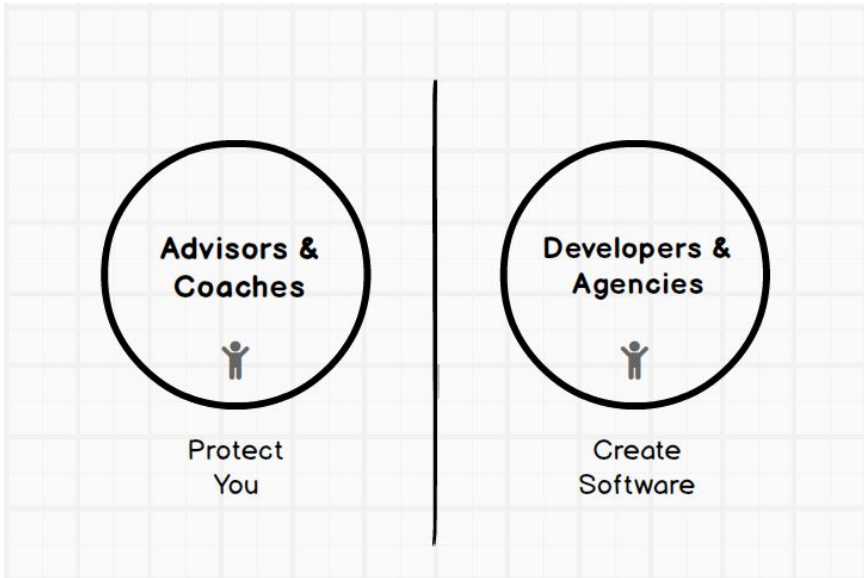 Advisors &
Coaches
Protect
You
Developers &
Agencies
Create
Software